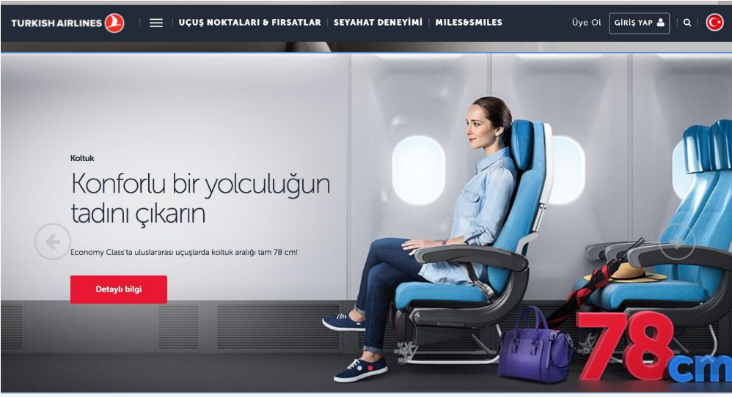 TURKISH AIRLINES UÇUŞ NOKTALARI & FIRSATLAR SEYAHAT DENEYİMİ MILES&SMILES Üye Ol GİRİŞ YAP
Koltuk
Konforlu bir yolculuğun
tadını çıkarın
Economy Class'ta uluslararası uçuşlarda koltuk aralığı tam 78 cm!
Detaylı bilgi
78cm